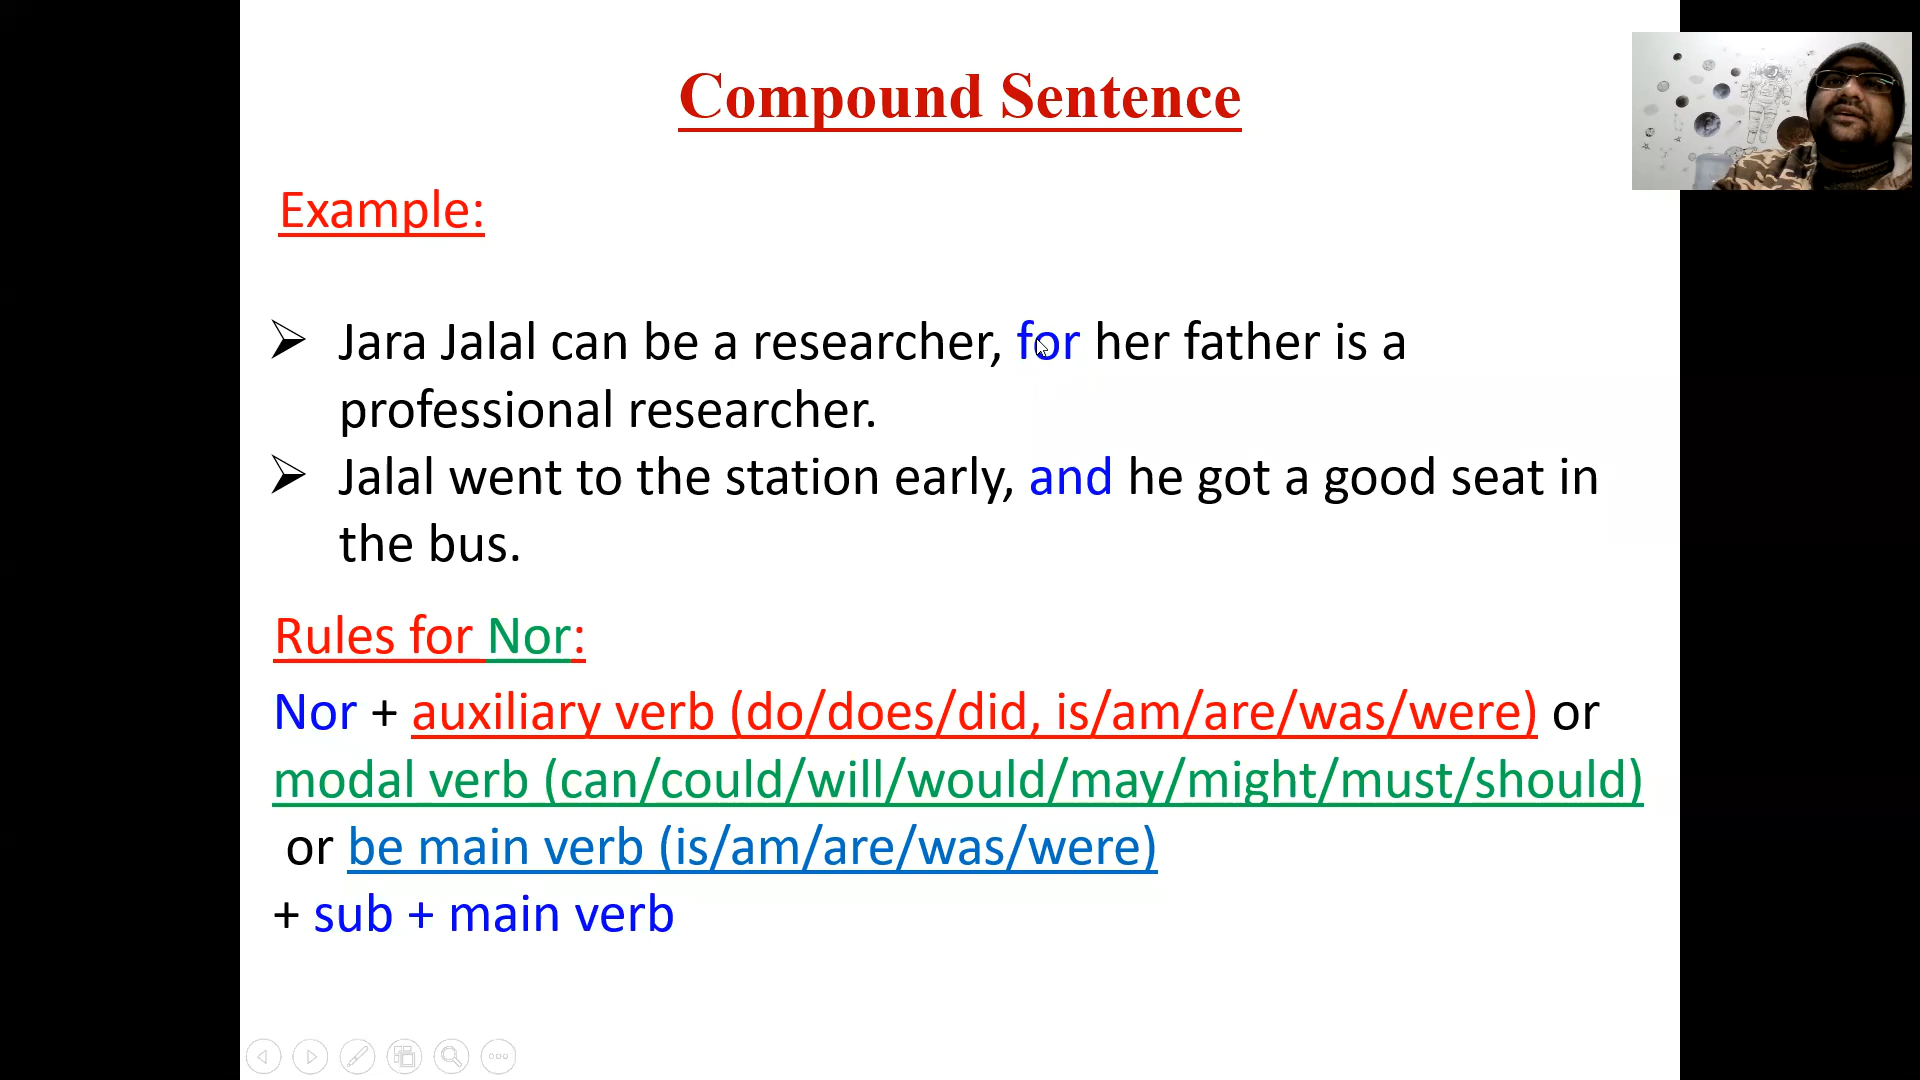 Compound Sentence
Example:
➢ Jara Jalal can be a researcher, for her father is a
professional researcher.
➢ Jalal went to the station early, and he got a good seat in
the bus.
Rules for Nor:
Nor + auxiliary verb (do/does/did, is/am/are/was/were) or
modal verb (can/could/will/would/may/might/must/should)
or be main verb (is/am/are/was/were)
+ sub + main verb